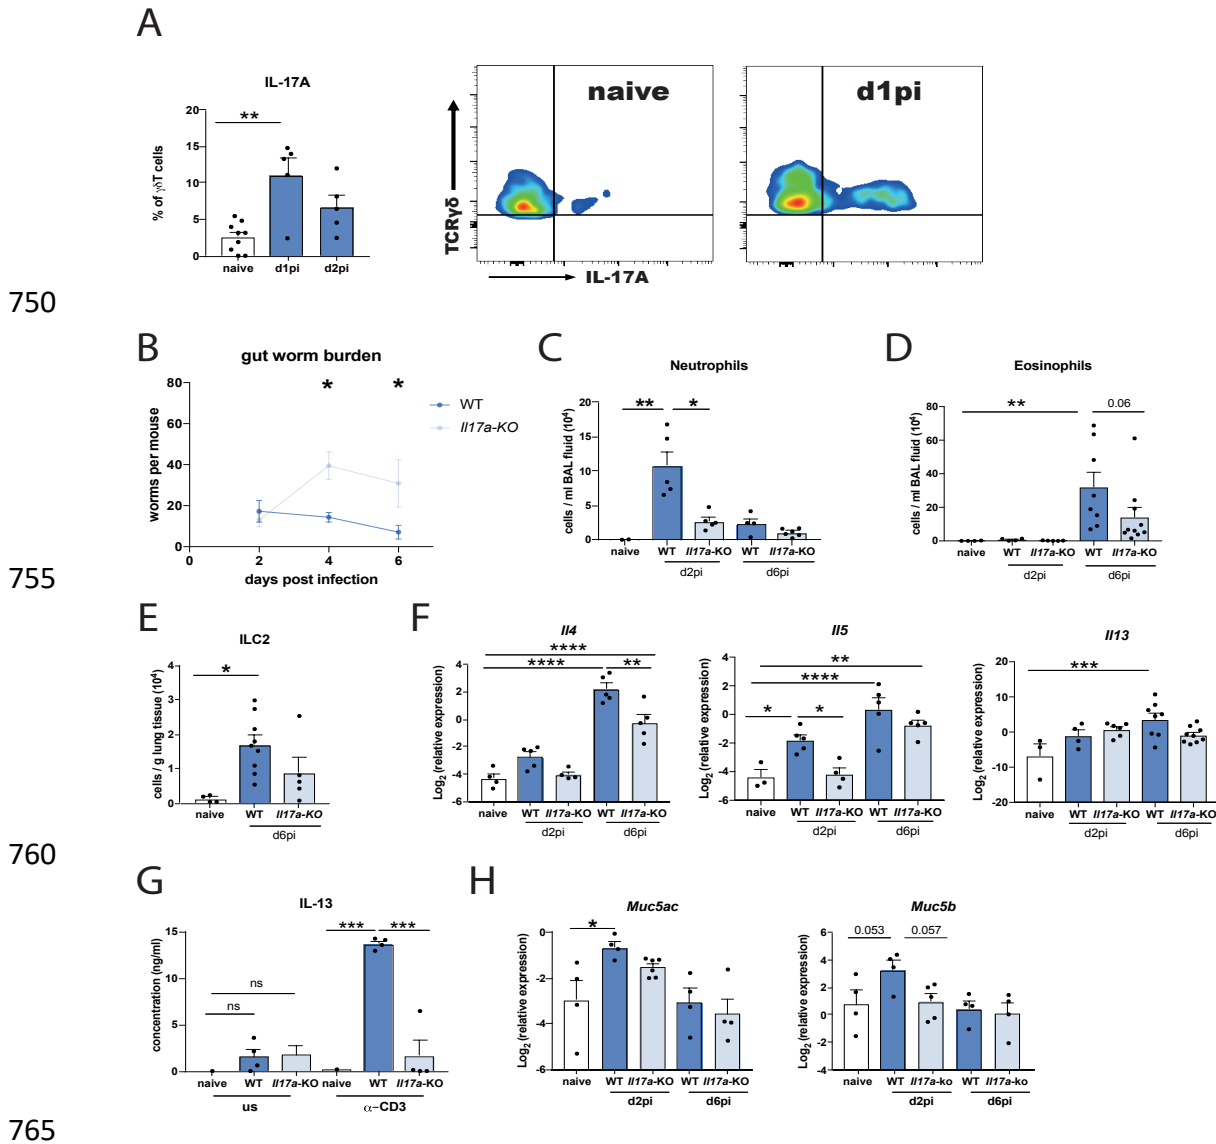 A
IL-17A
% of γδT cells
20
15
10
5
0
**
naive
d1pi
d2pi
naive
d1pi
TCRγδ
IL-17A
750
B
gut worm burden
worms per mouse
80
60
40
20
0
*
*
0
2
4
6
days post infection
WT
Il17a-KO
C
Neutrophils
cells / ml BAL fluid (10⁴)
20
15
10
5
0
**
*
naive
WT
Il17a-KO
WT
Il17a-KO
d2pi
d6pi
D
Eosinophils
cells / ml BAL fluid (10⁴)
80
60
40
20
0
**
0.06
naive
WT
Il17a-KO
WT
Il17a-KO
d2pi
d6pi
755
E
ILC2
cells / g lung tissue (10⁴)
4
3
2
1
0
*
naive
WT
Il17a-KO
d6pi
F
Il4
Log₂ (relative expression)
4
2
0
-2
-4
-6
****
****
**
naive
WT
Il17a-KO
WT
Il17a-KO
d2pi
d6pi
Il5
Log₂ (relative expression)
4
2
0
-2
-4
-6
**
****
*
*
naive
WT
Il17a-KO
WT
Il17a-KO
d2pi
d6pi
Il13
Log₂ (relative expression)
20
10
0
-10
-20
***
naive
WT
Il17a-KO
WT
Il17a-KO
d2pi
d6pi
760
G
IL-13
concentration (ng/ml)
15
10
5
0
ns
ns
***
***
naive
WT
Il17a-KO
naive
WT
Il17a-KO
us
α-CD3
H
Muc5ac
Log₂ (relative expression)
0
-2
-4
-6
*
naive
WT
Il17a-KO
WT
Il17a-KO
d2pi
d6pi
Muc5b
Log₂ (relative expression)
6
4
2
0
-2
-4
0.053
0.057
naive
WT
Il17a-ko
WT
Il17a-ko
d2pi
d6pi
765